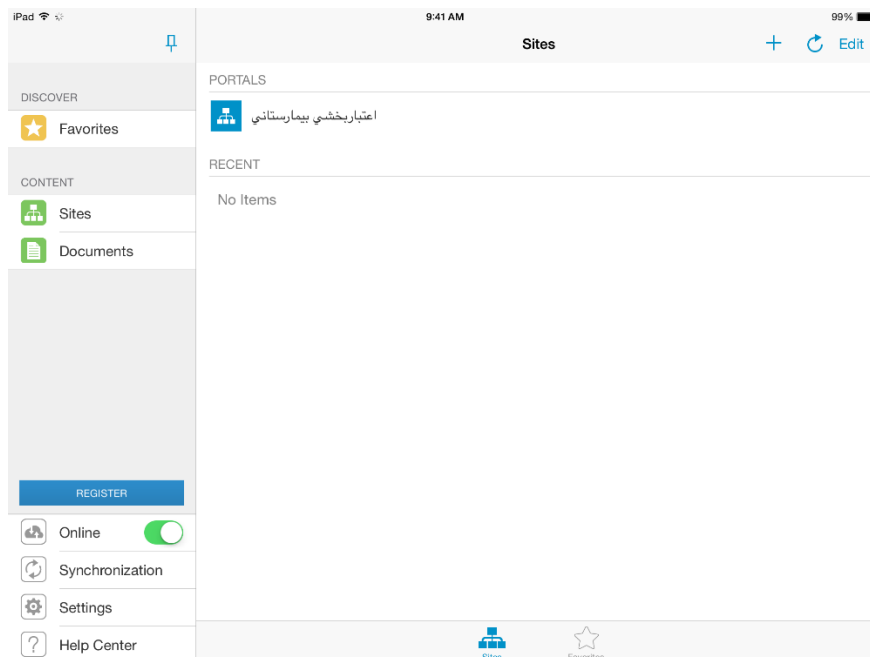 iPad 9:41 AM 99%
Sites Edit
DISCOVER
Favorites
CONTENT
Sites
Documents
REGISTER
Online
Synchronization
Settings
Help Center
PORTALS
اعتباربخشي بيمارستاني
RECENT
No Items
Sites Favorites